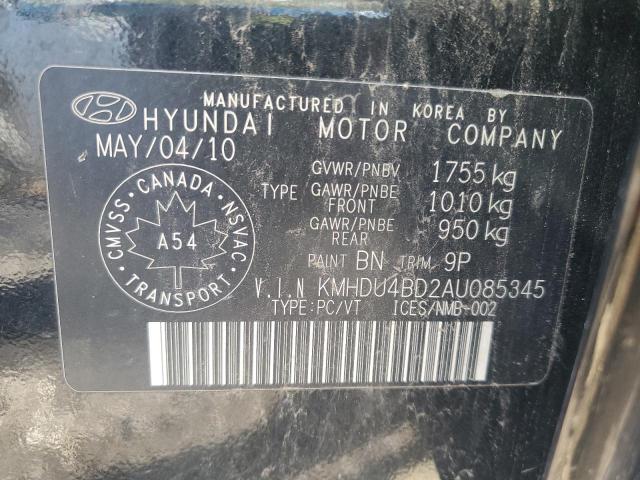 MANUFACTURED IN KOREA BY
HYUNDAI MOTOR COMPANY
MAY/04/10
GVWR/PNBV 1755 kg
TYPE GAWR/PNBE FRONT 1010 kg
GAWR/PNBE REAR 950 kg
PAINT BN TRIM 9P
CANADA
CMVSS NSVAC
A54
TRANSPORT
V.I.N KMHDU4BD2AU085345
TYPE:PC/VT ICES/NMB-002